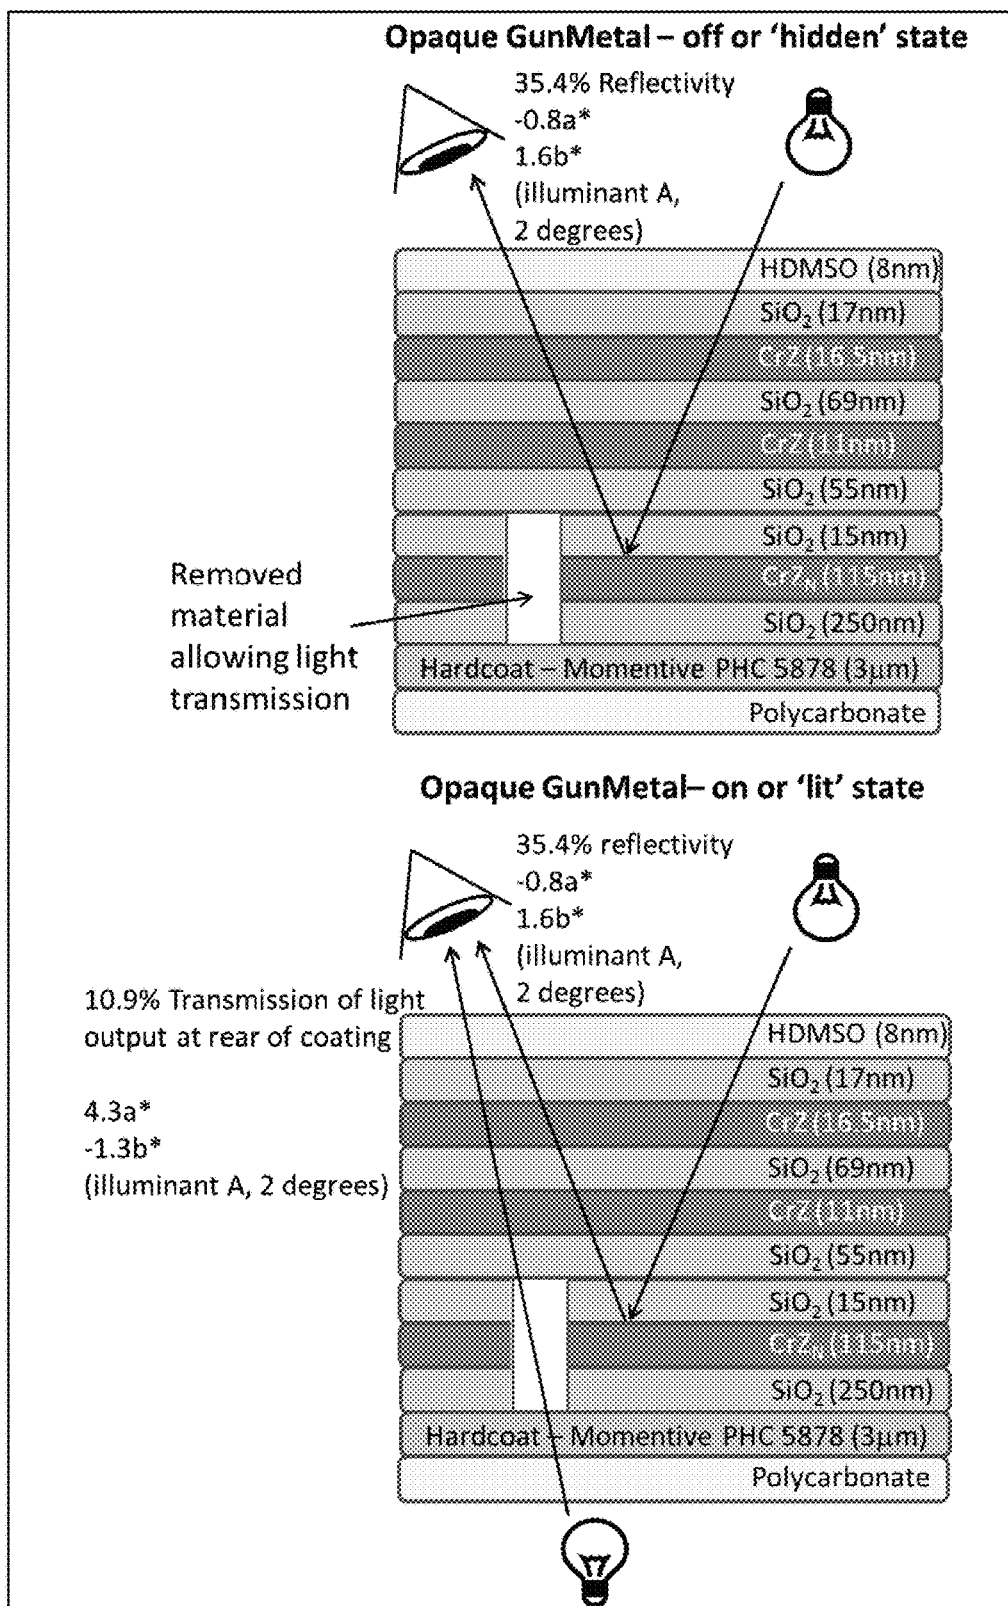 Opaque GunMetal – off or 'hidden' state
35.4% Reflectivity
-0.8a*
1.6b*
(illuminant A,
2 degrees)
HDMSO (8nm)
SiO₂ (17nm)
CrZ (16.5nm)
SiO₂ (69nm)
CrZ (11nm)
SiO₂ (55nm)
SiO₂ (15nm)
CrZₙ (115nm)
SiO₂ (250nm)
Hardcoat – Momentive PHC 5878 (3µm)
Polycarbonate
Removed
material
allowing light
transmission
Opaque GunMetal– on or 'lit' state
35.4% reflectivity
-0.8a*
1.6b*
(illuminant A,
2 degrees)
10.9% Transmission of light
output at rear of coating
4.3a*
-1.3b*
(illuminant A, 2 degrees)
HDMSO (8nm)
SiO₂ (17nm)
CrZ (16.5nm)
SiO₂ (69nm)
CrZ (11nm)
SiO₂ (55nm)
SiO₂ (15nm)
CrZₙ (115nm)
SiO₂ (250nm)
Hardcoat – Momentive PHC 5878 (3µm)
Polycarbonate